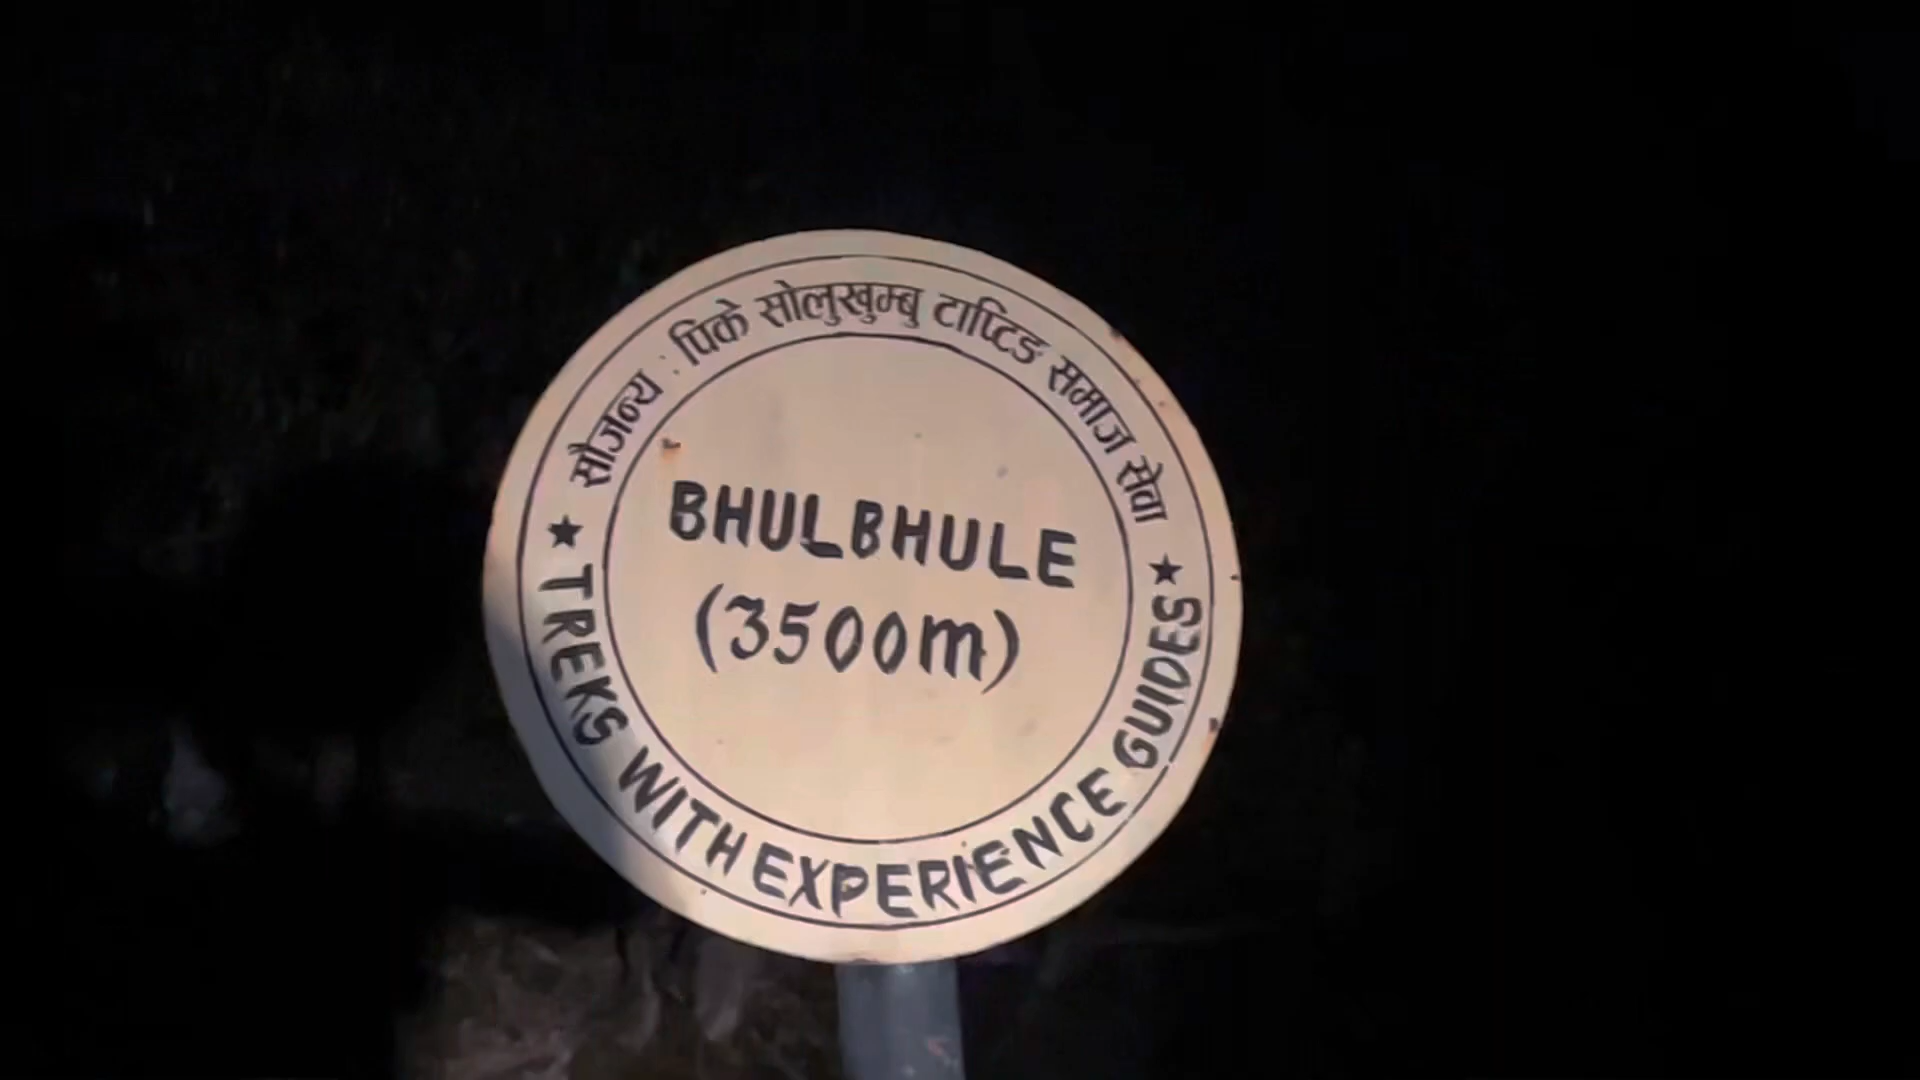 सौजन्य : पिके सोलुखुम्बु टाप्टिङ समाज सेवा
BHULBHULE
(3500m)
★ TREKS WITH EXPERIENCE GUIDES ★